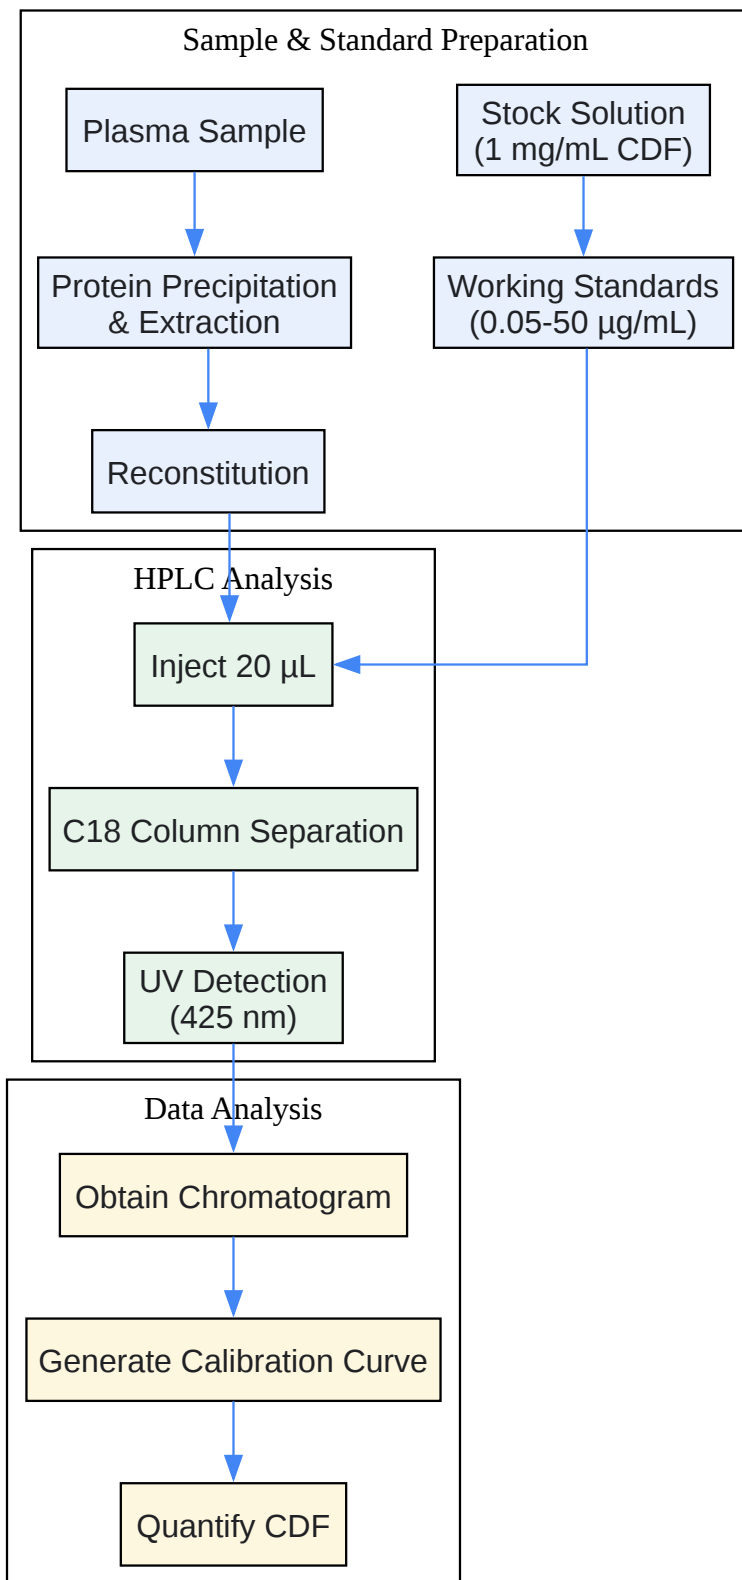 Sample & Standard Preparation
Plasma Sample
Stock Solution
(1 mg/mL CDF)
Protein Precipitation
& Extraction
Working Standards
(0.05-50 µg/mL)
Reconstitution
HPLC Analysis
Inject 20 µL
C18 Column Separation
UV Detection
(425 nm)
Data Analysis
Obtain Chromatogram
Generate Calibration Curve
Quantify CDF